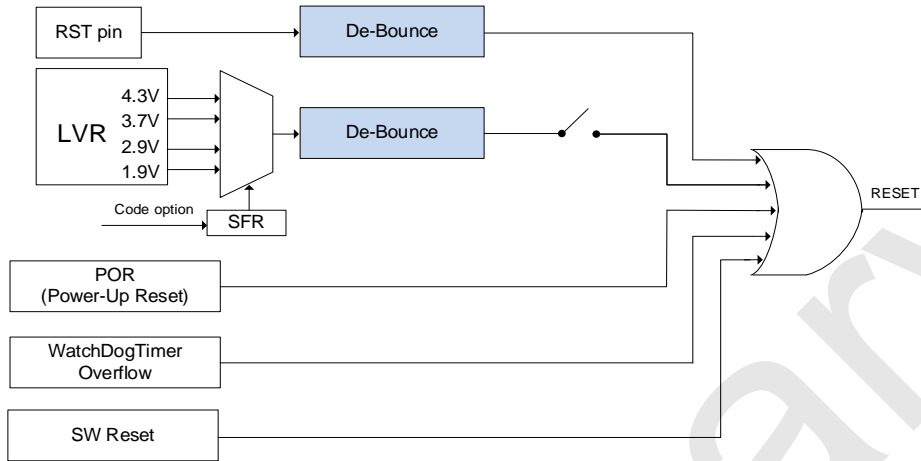 RST pin
De-Bounce
LVR
4.3V
3.7V
2.9V
1.9V
De-Bounce
Code option
SFR
RESET
POR
(Power-Up Reset)
WatchDogTimer
Overflow
SW Reset